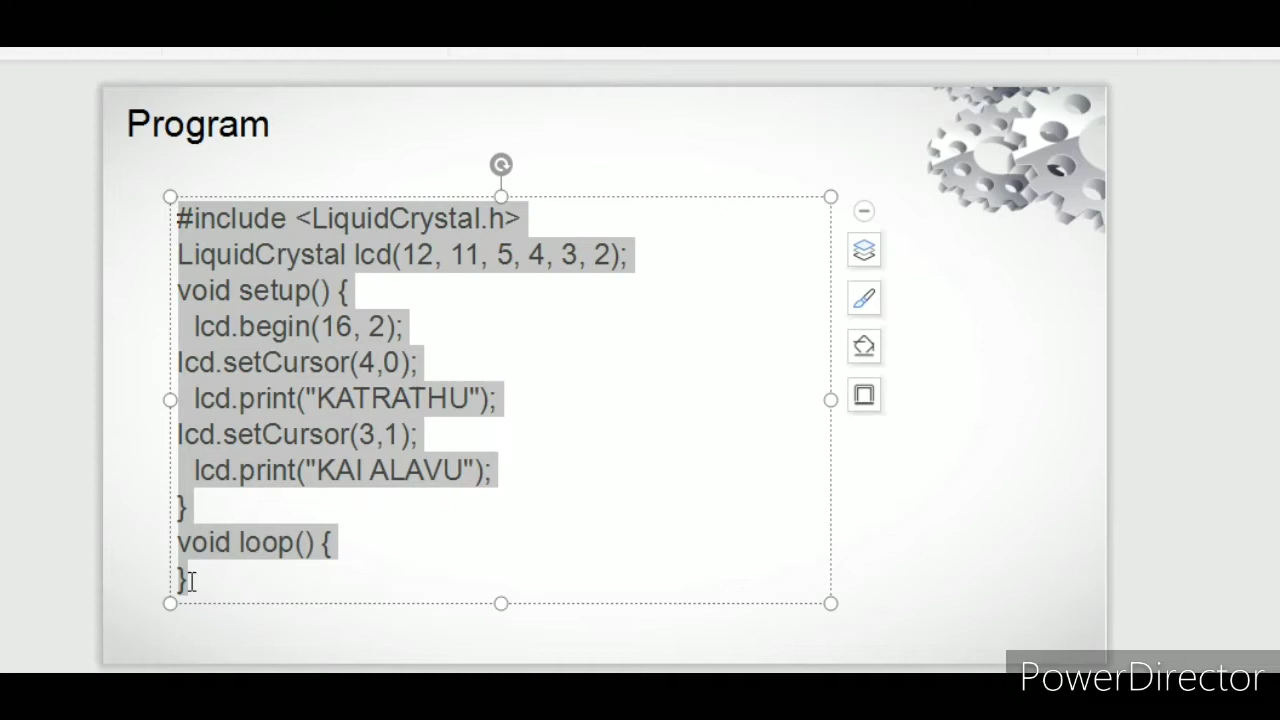 Program
#include <LiquidCrystal.h>
LiquidCrystal lcd(12, 11, 5, 4, 3, 2);
void setup() {
lcd.begin(16, 2);
lcd.setCursor(4,0);
lcd.print("KATRATHU");
lcd.setCursor(3,1);
lcd.print("KAI ALAVU");
}
void loop() {
}
PowerDirector